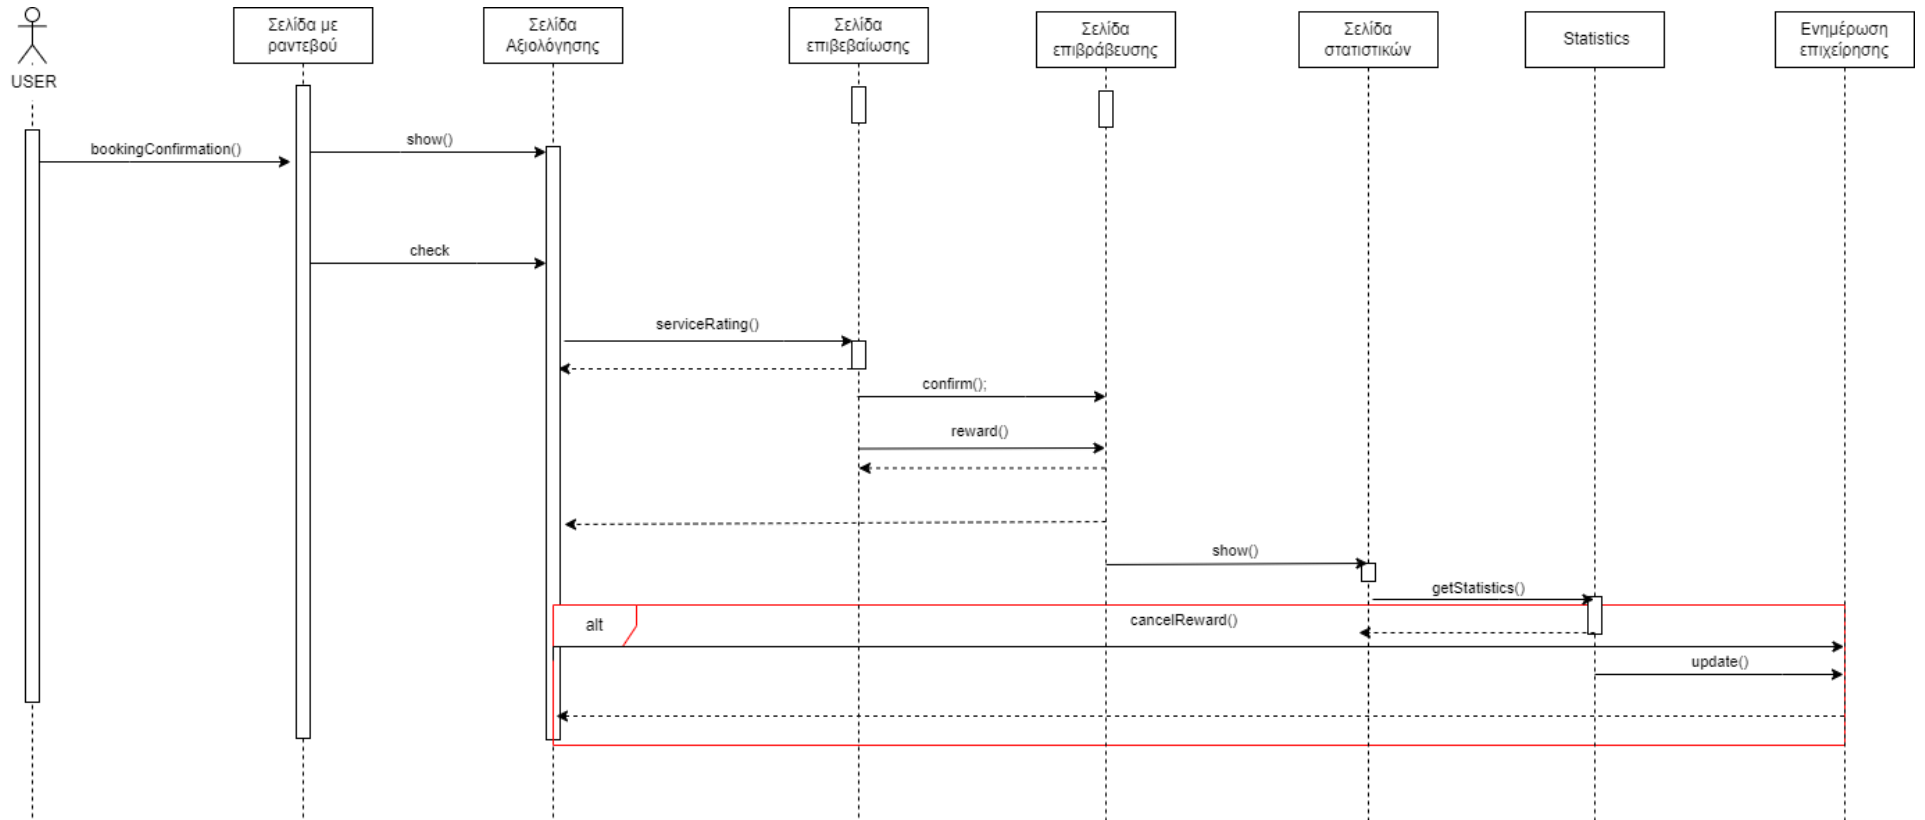 USER
Σελίδα με
ραντεβού
Σελίδα
Αξιολόγησης
Σελίδα
επιβεβαίωσης
Σελίδα
επιβράβευσης
Σελίδα
στατιστικών
Statistics
Ενημέρωση
επιχείρησης
bookingConfirmation()
show()
check
serviceRating()
confirm();
reward()
show()
getStatistics()
alt
cancelReward()
update()